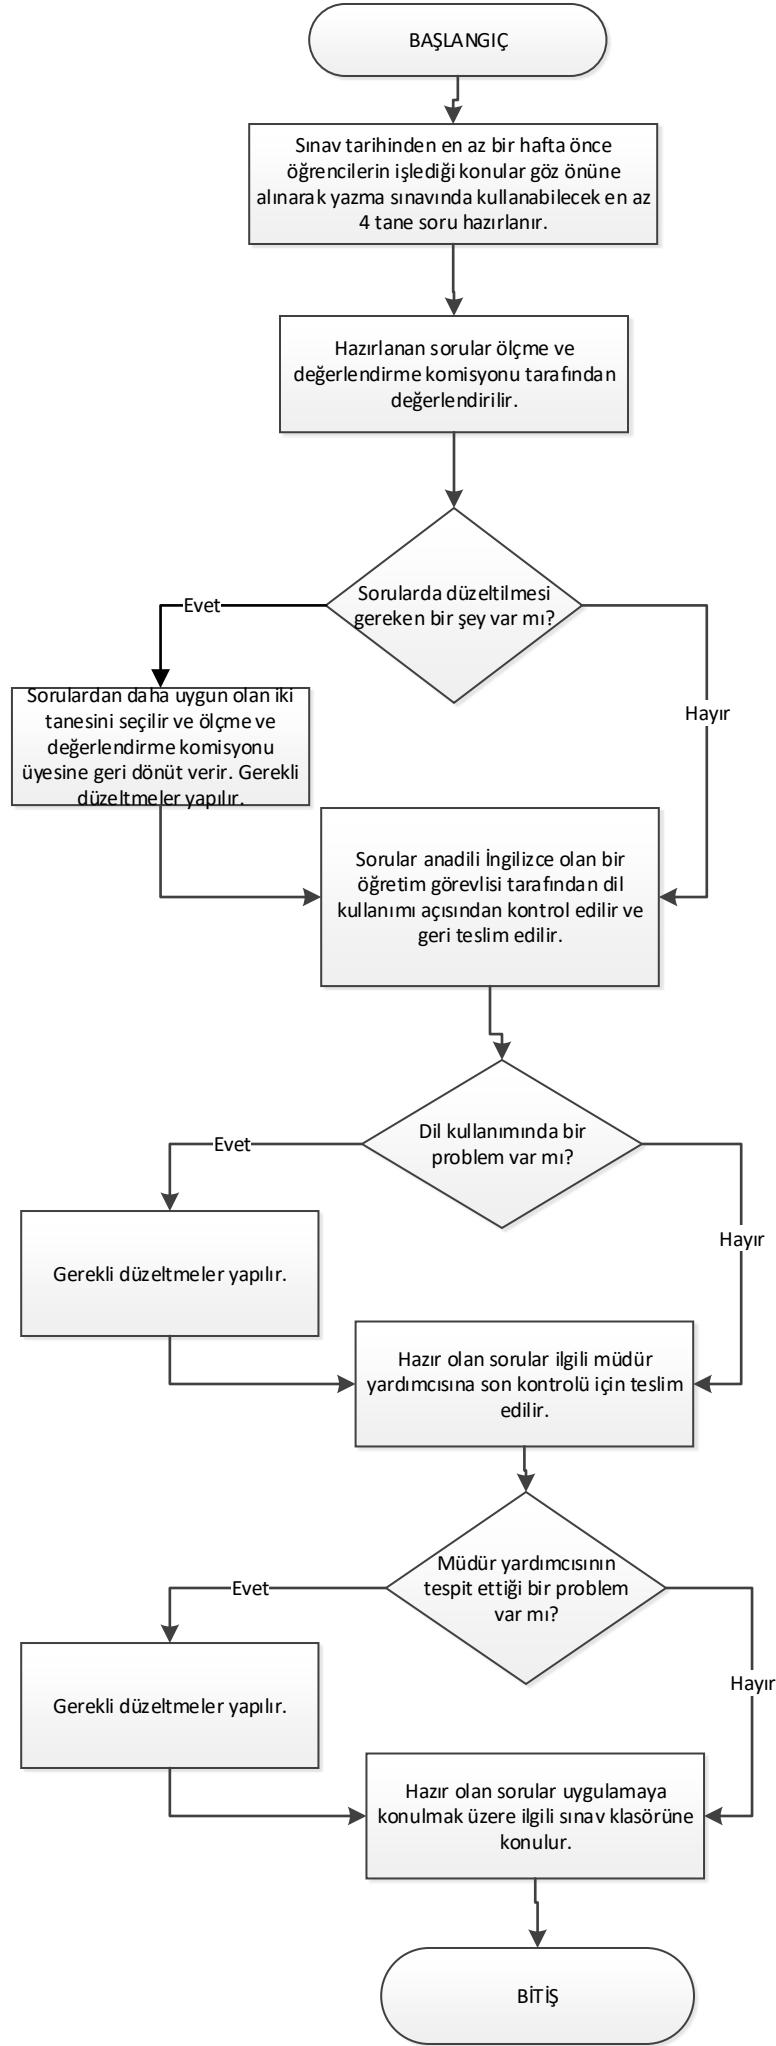 BAŞLANGIÇ
Sınav tarihinden en az bir hafta önce
öğrencilerin işlediği konular göz önüne
alınarak yazma sınavında kullanabilecek en az
4 tane soru hazırlanır.
Hazırlanan sorular ölçme ve
değerlendirme komisyonu tarafından
değerlendirilir.
Sorularda düzeltilmesi
gereken bir şey var mı?
Evet
Hayır
Sorulardan daha uygun olan iki
tanesini seçilir ve ölçme ve
değerlendirme komisyonu
üyesine geri dönüt verir. Gerekli
düzeltmeler yapılır.
Sorular anadili İngilizce olan bir
öğretim görevlisi tarafından dil
kullanımı açısından kontrol edilir ve
geri teslim edilir.
Dil kullanımında bir
problem var mı?
Evet
Hayır
Gerekli düzeltmeler yapılır.
Hazır olan sorular ilgili müdür
yardımcısına son kontrolü için teslim
edilir.
Müdür yardımcısının
tespit ettiği bir problem
var mı?
Evet
Hayır
Gerekli düzeltmeler yapılır.
Hazır olan sorular uygulamaya
konulmak üzere ilgili sınav klasörüne
konulur.
BİTİŞ